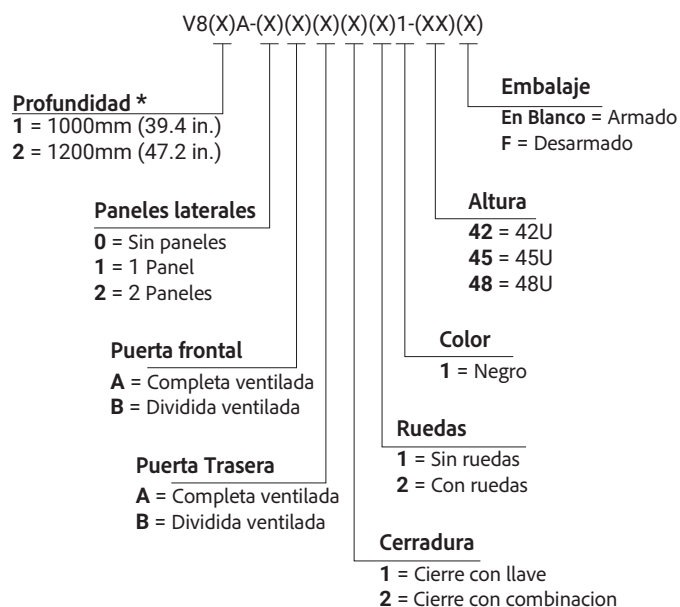 V8(X)A-(X)(X)(X)(X)(X)1-(XX)(X)
Profundidad *
1 = 1000mm (39.4 in.)
2 = 1200mm (47.2 in.)
Embalaje
En Blanco = Armado
F = Desarmado
Paneles laterales
0 = Sin paneles
1 = 1 Panel
2 = 2 Paneles
Altura
42 = 42U
45 = 45U
48 = 48U
Puerta frontal
A = Completa ventilada
B = Dividida ventilada
Color
1 = Negro
Puerta Trasera
A = Completa ventilada
B = Dividida ventilada
Ruedas
1 = Sin ruedas
2 = Con ruedas
Cerradura
1 = Cierre con llave
2 = Cierre con combinacion